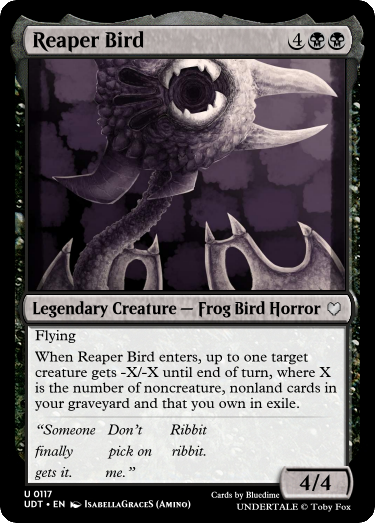 Reaper Bird 4
Legendary Creature — Frog Bird Horror
Flying
When Reaper Bird enters, up to one target
creature gets -X/-X until end of turn, where X
is the number of noncreature, nonland cards in
your graveyard and that you own in exile.
“Someone Don’t Ribbit
finally pick on ribbit.
gets it. me.”
4/4
U 0117
UDT • EN IsabellaGraceS (Amino)
Cards by Bluedime
UNDERTALE © Toby Fox